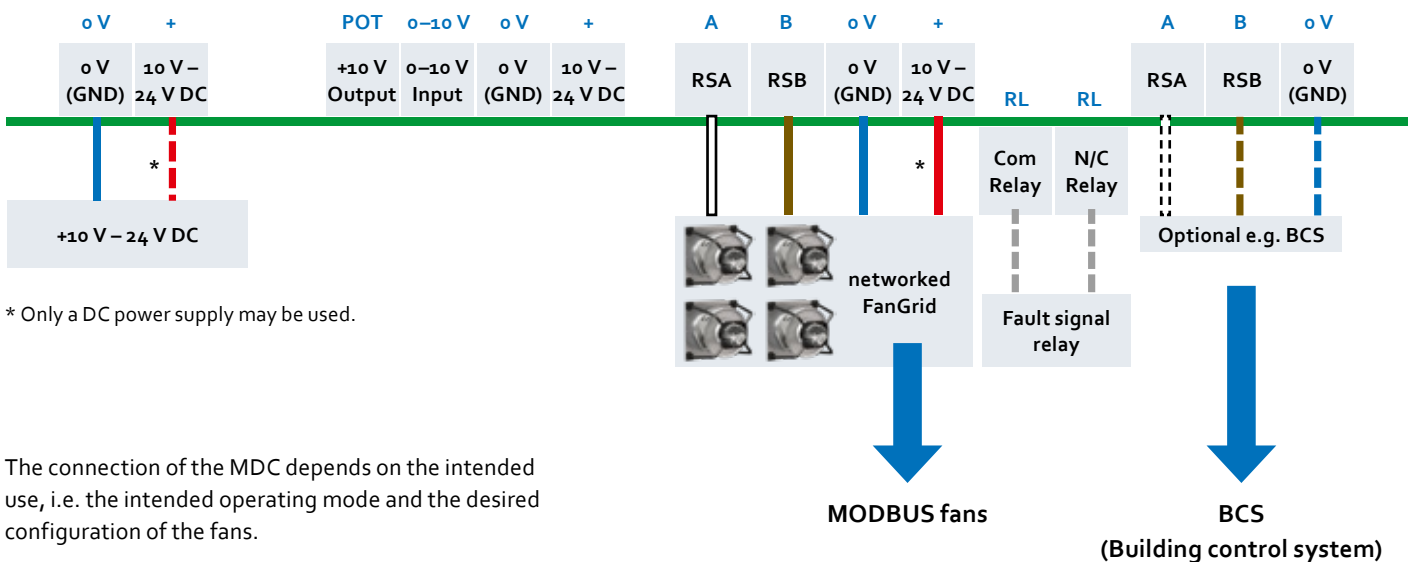 0 V + POT 0–10 V 0 V + A B 0 V + A B 0 V
0 V (GND)
10 V – 24 V DC
+10 V Output
0–10 V Input
0 V (GND)
10 V – 24 V DC
RSA
RSB
0 V (GND)
10 V – 24 V DC
RL RL
RSA
RSB
0 V (GND)
*
*
Com Relay
N/C Relay
+10 V – 24 V DC
Optional e.g. BCS
networked
FanGrid
* Only a DC power supply may be used.
Fault signal
relay
The connection of the MDC depends on the intended
use, i.e. the intended operating mode and the desired
configuration of the fans.
MODBUS fans
BCS
(Building control system)